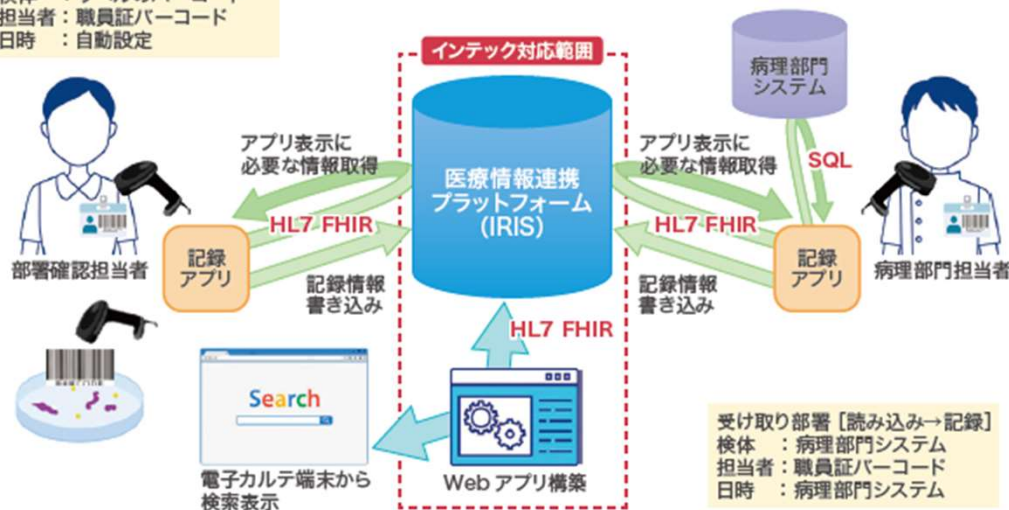 担当者：職員証バーコード
日時　：自動設定
インテック対応範囲
病理部門
システム
アプリ表示に
必要な情報取得
アプリ表示に
必要な情報取得
SQL
医療情報連携
プラットフォーム
(IRIS)
HL7 FHIR
HL7 FHIR
記録
アプリ
記録
アプリ
部署確認担当者
病理部門担当者
記録情報
書き込み
記録情報
書き込み
HL7 FHIR
Search
電子カルテ端末から
検索表示
Web アプリ構築
受け取り部署［読み込み→記録］
検体　：病理部門システム
担当者：職員証バーコード
日時　：病理部門システム